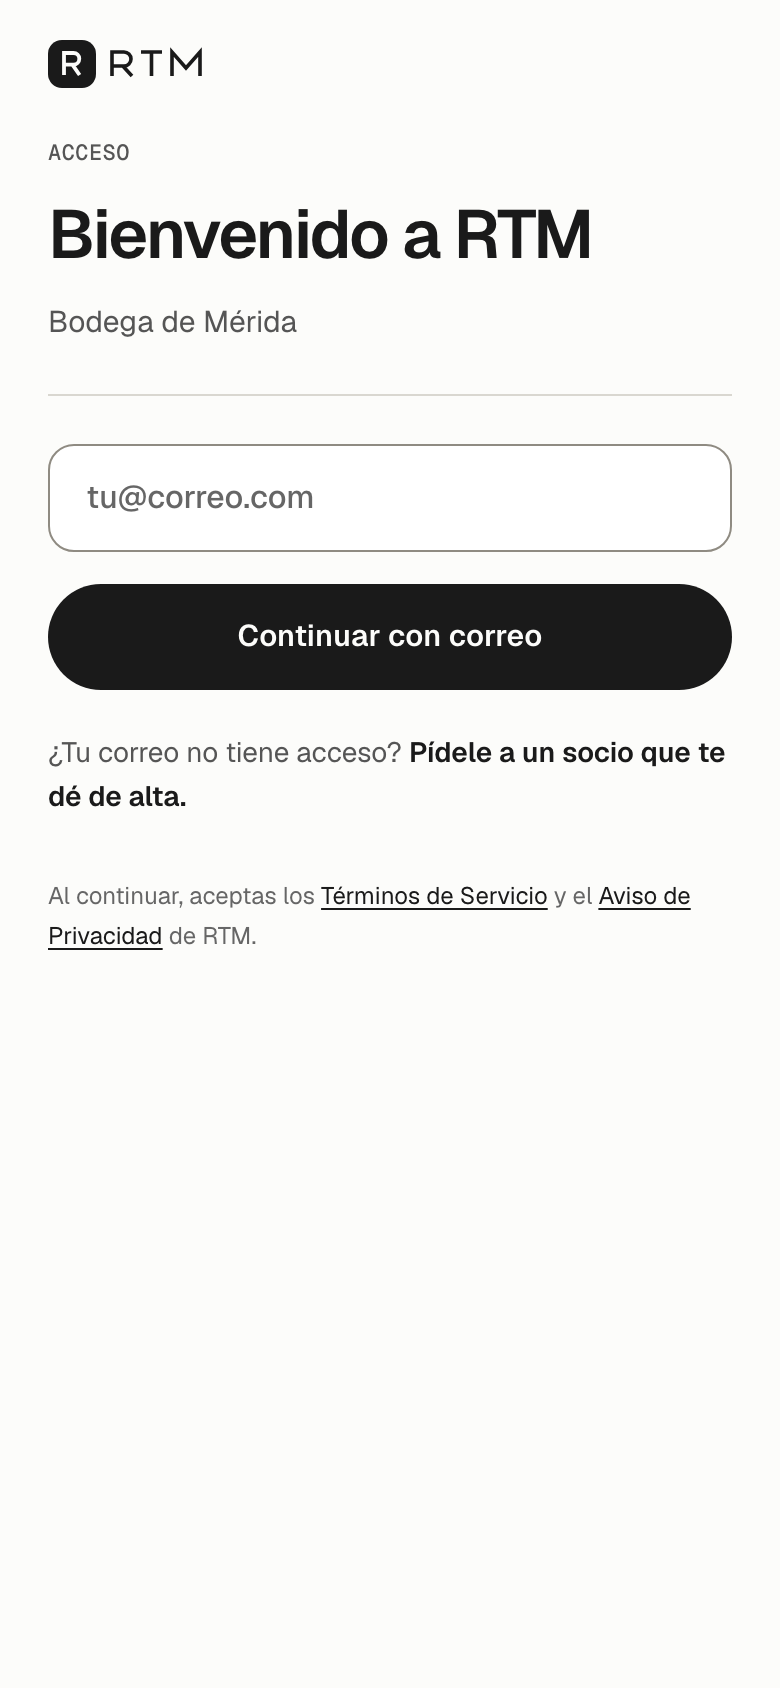 R RTM
ACCESO
Bienvenido a RTM
Bodega de Mérida
tu@correo.com
Continuar con correo
¿Tu correo no tiene acceso? Pídele a un socio que te
dé de alta.
Al continuar, aceptas los Términos de Servicio y el Aviso de
Privacidad de RTM.